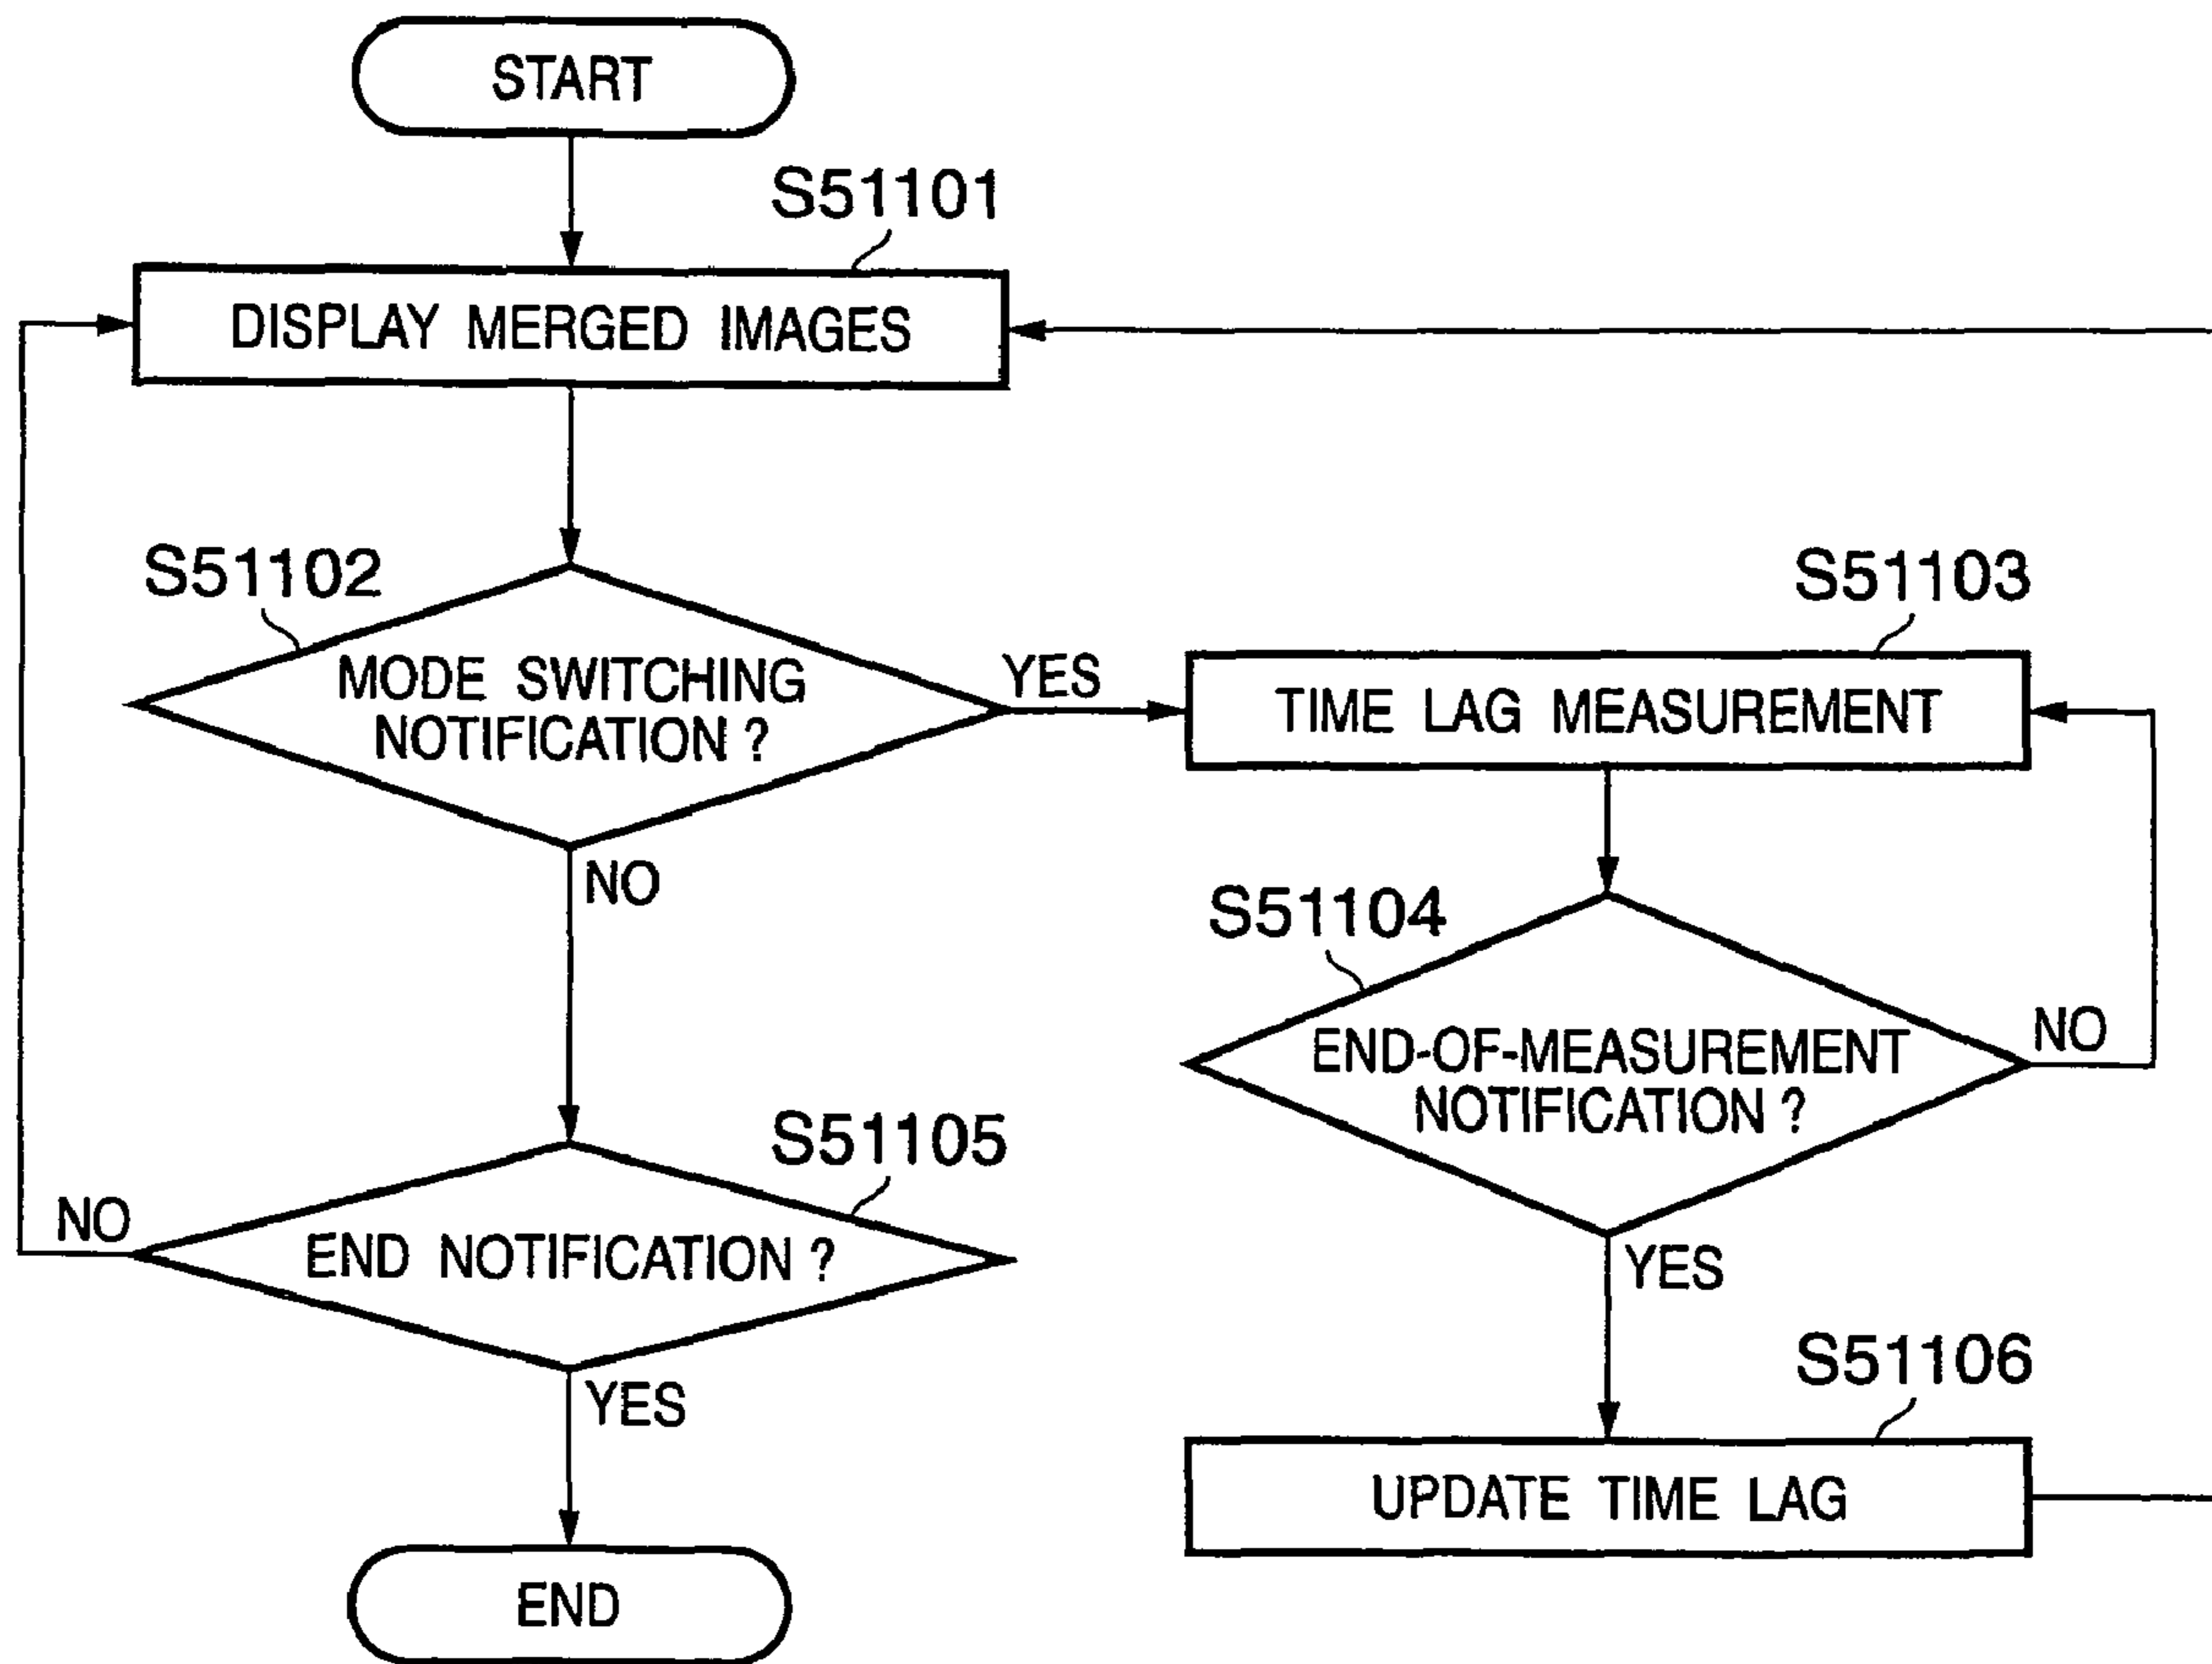 START
S51101
DISPLAY MERGED IMAGES
S51102
MODE SWITCHING
NOTIFICATION ?
YES
NO
S51103
TIME LAG MEASUREMENT
S51104
END-OF-MEASUREMENT
NOTIFICATION ?
NO
YES
S51105
END NOTIFICATION ?
NO
YES
S51106
UPDATE TIME LAG
END